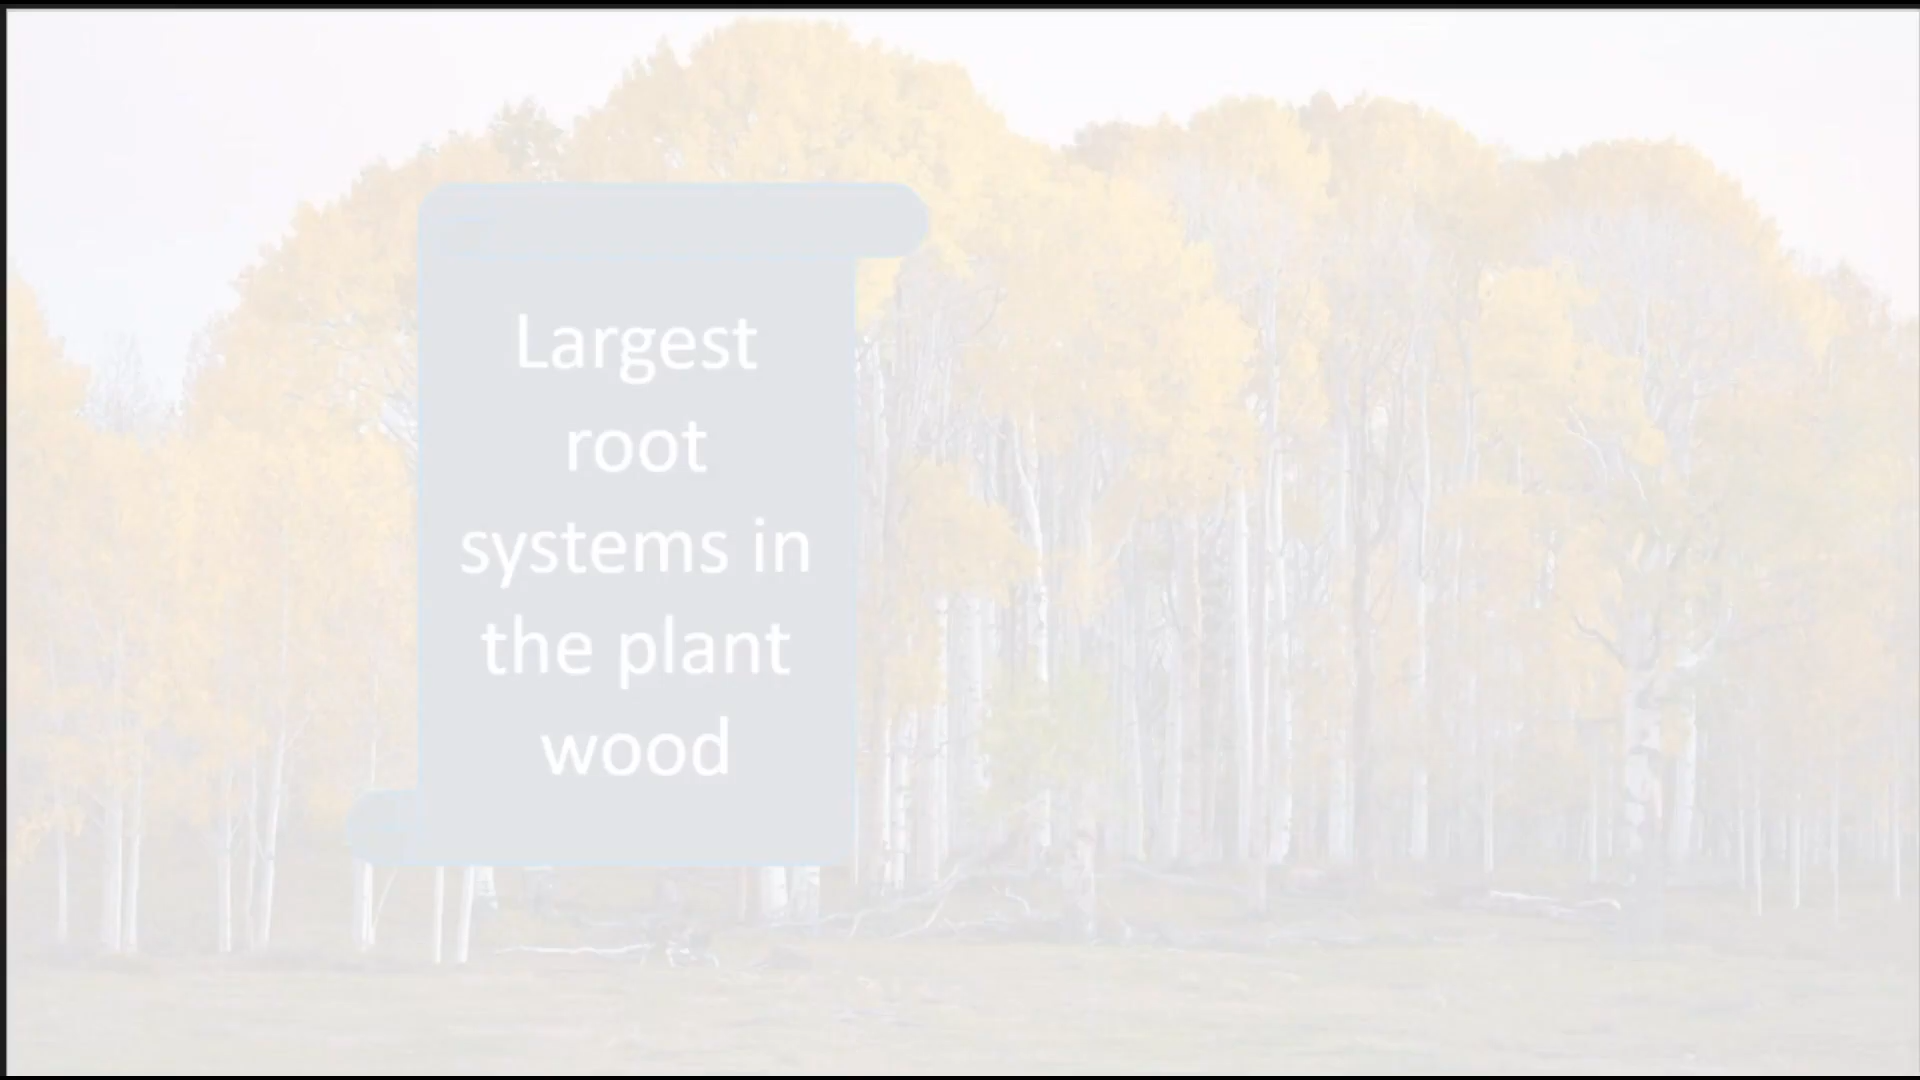 Largest
root
systems in
the plant
wood